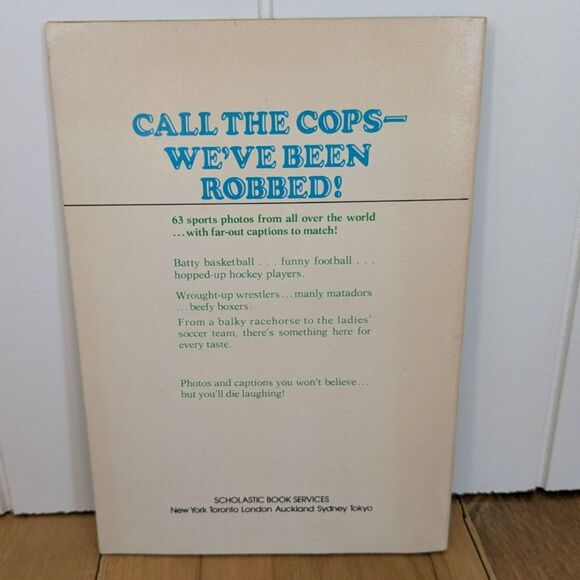 CALL THE COPS—
WE'VE BEEN
ROBBED!
63 sports photos from all over the world
...with far-out captions to match!
Batty basketball . . . funny football . . .
hopped-up hockey players.
Wrought-up wrestlers...manly matadors
...beefy boxers.
From a balky racehorse to the ladies'
soccer team, there's something here for
every taste.
Photos and captions you won't believe...
but you'll die laughing!
SCHOLASTIC BOOK SERVICES
New York Toronto London Auckland Sydney Tokyo